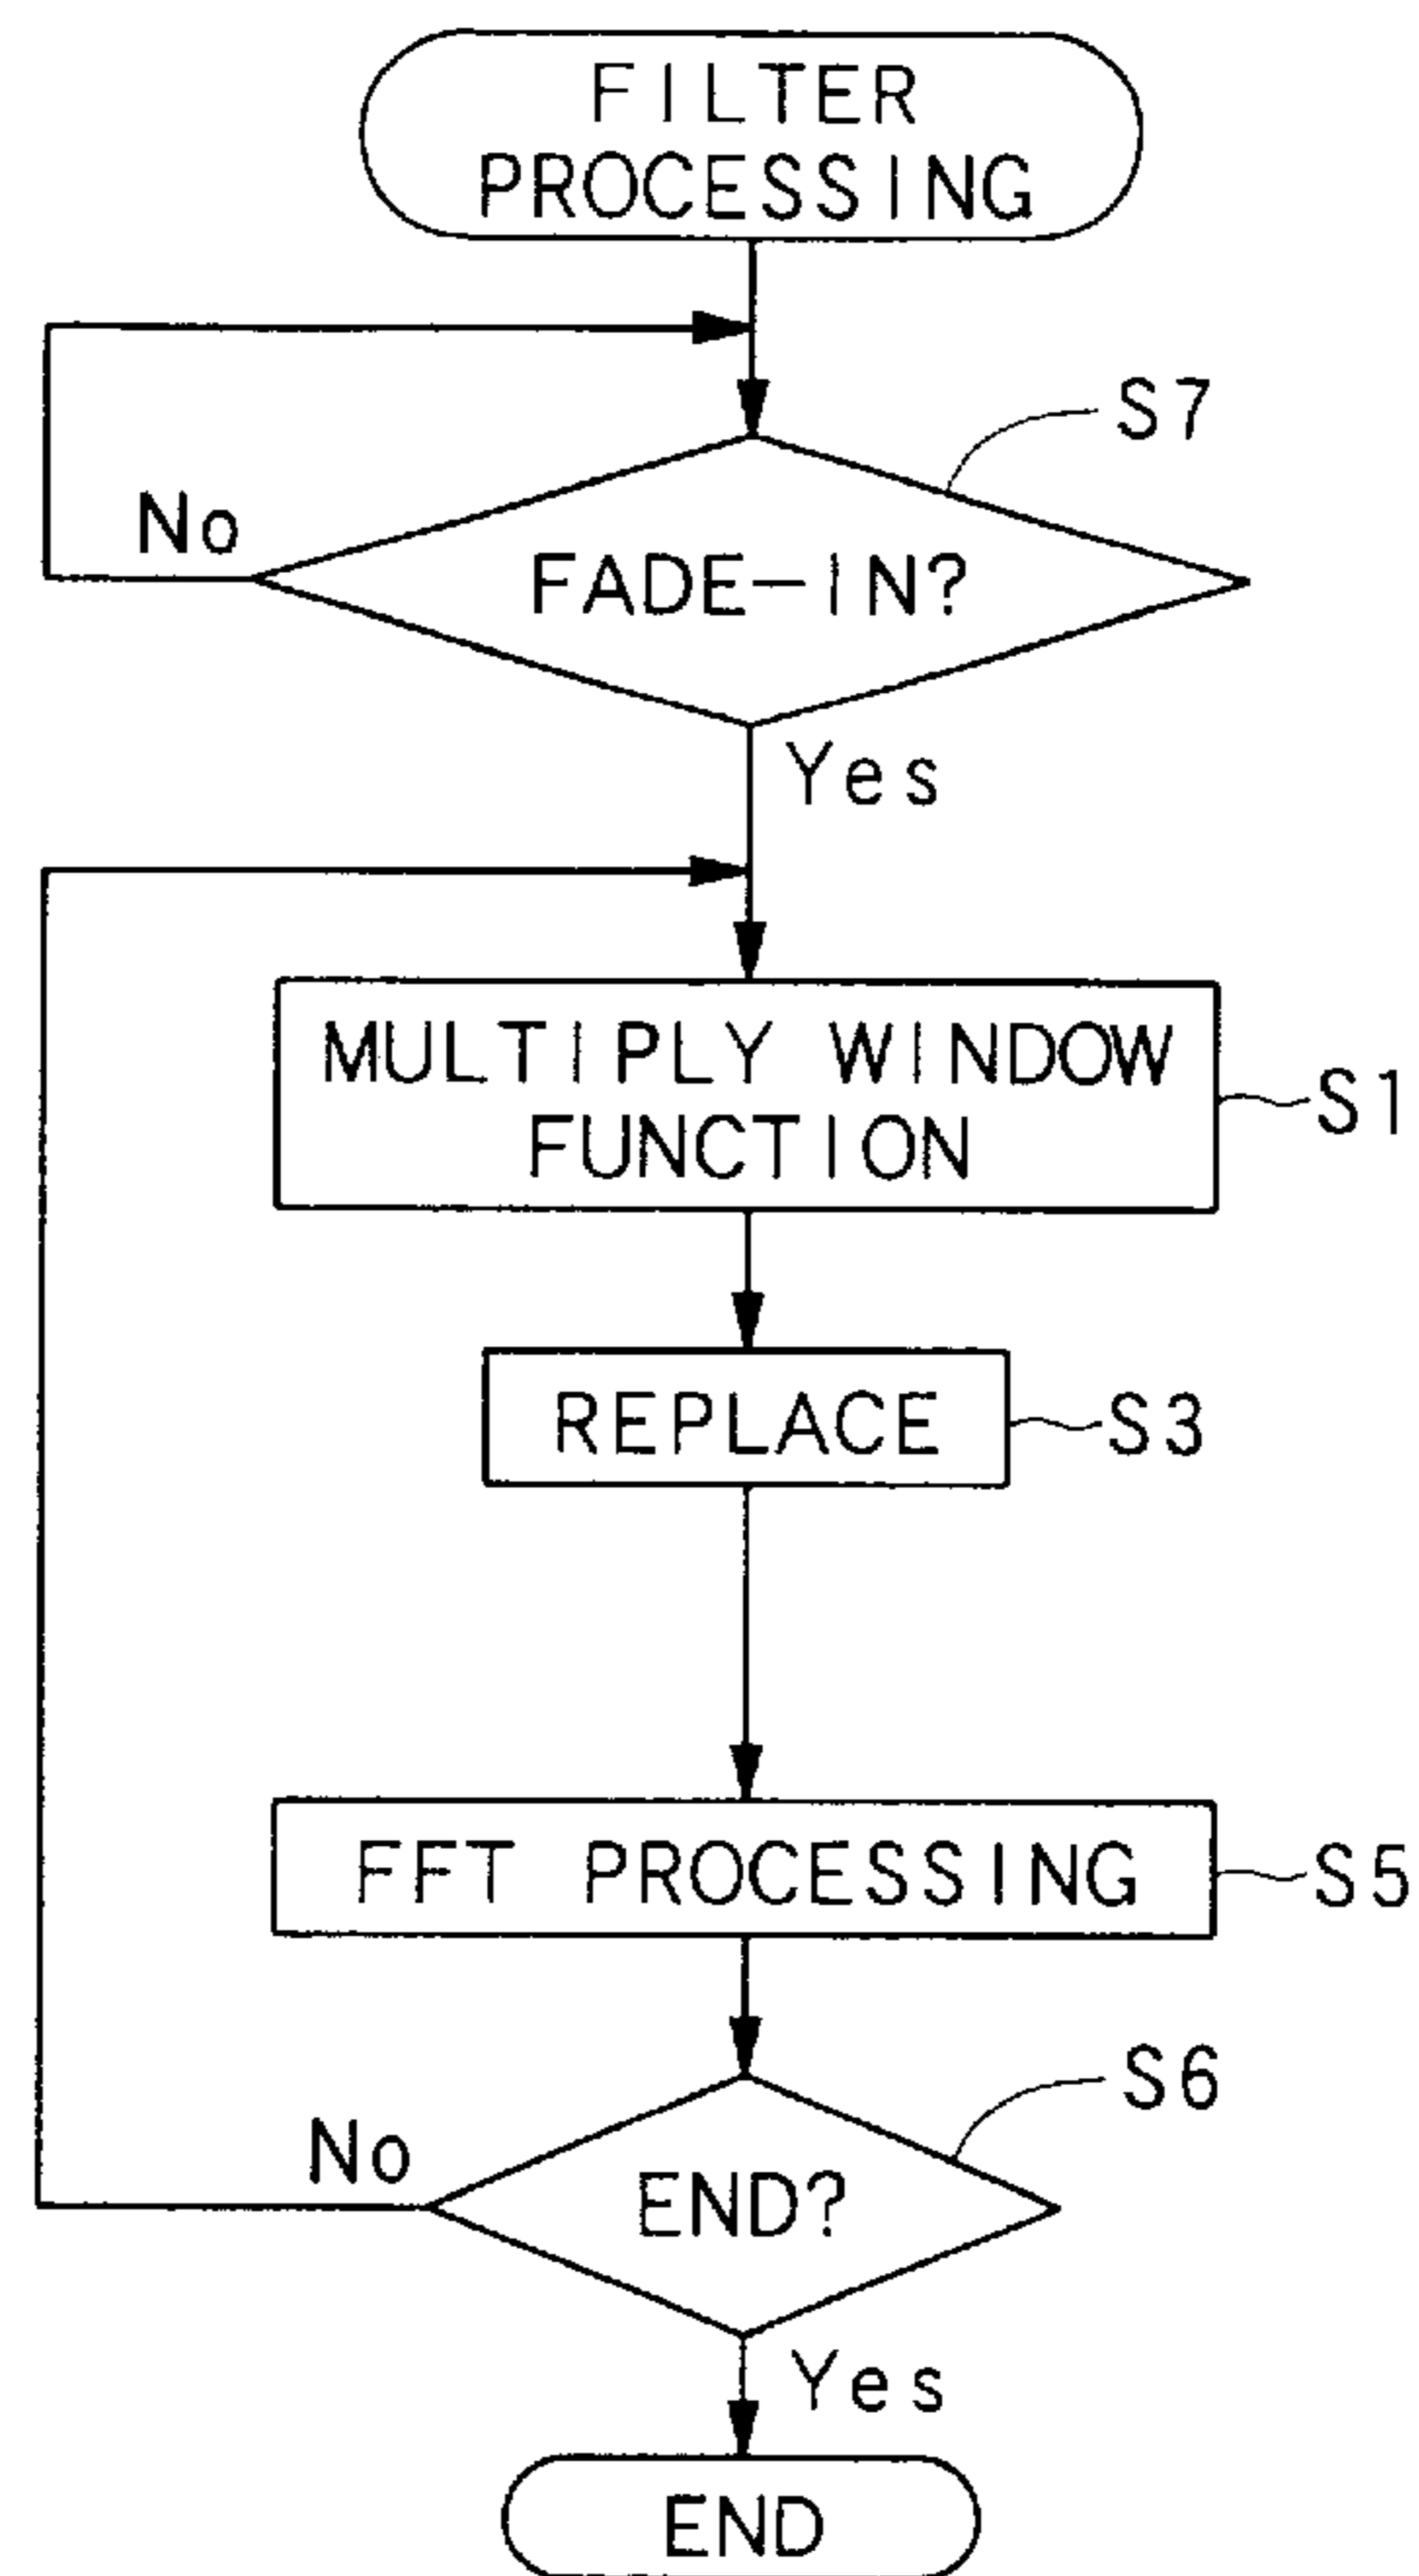 FILTER
PROCESSING
S7
No
FADE-IN?
Yes
MULTIPLY WINDOW
FUNCTION
S1
REPLACE
S3
FFT PROCESSING
S5
S6
No
END?
Yes
END